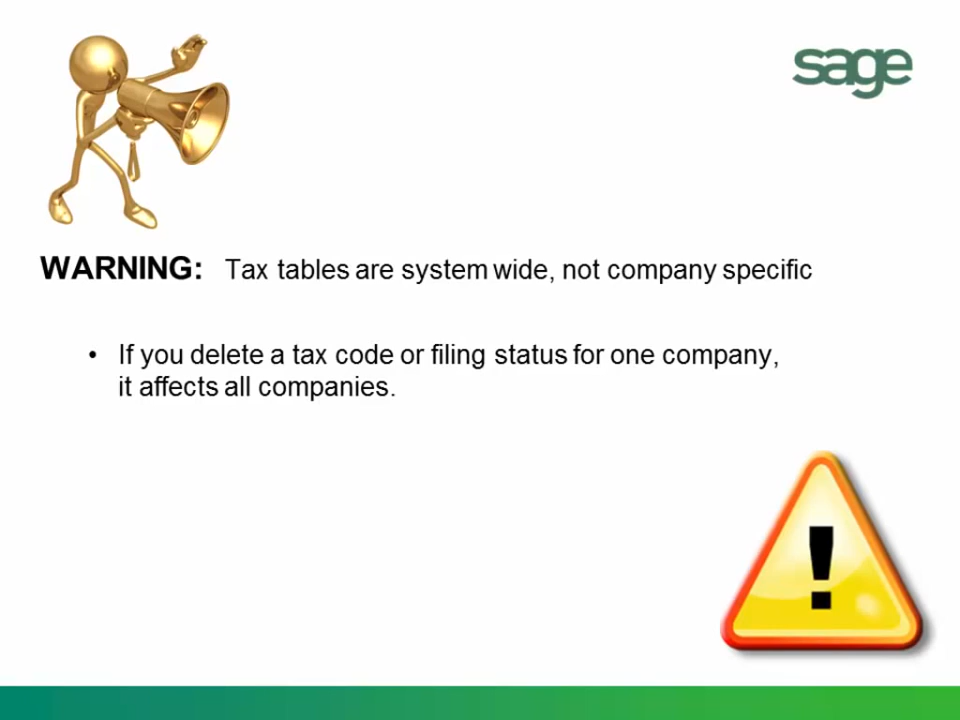 sage
WARNING: Tax tables are system wide, not company specific
• If you delete a tax code or filing status for one company,
it affects all companies.
!